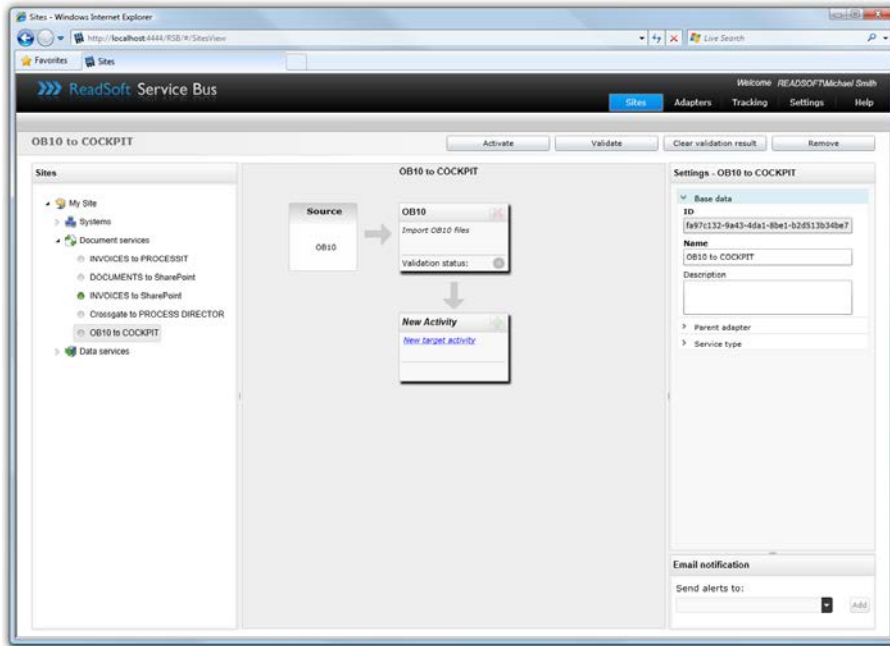 Sites - Windows Internet Explorer
http://localhost:4444/RSB/#/SitesView
Live Search
Favorites
Sites
ReadSoft Service Bus
Welcome READSOFT\Michael Smith
Sites Adapters Tracking Settings Help
OB10 to COCKPIT
Activate Validate Clear validation result Remove
Sites
My Site
Systems
Document services
INVOICES to PROCESSIT
DOCUMENTS to SharePoint
INVOICES to SharePoint
Crossgate to PROCESS DIRECTOR
OB10 to COCKPIT
Data services
OB10 to COCKPIT
Source
OB10
OB10
Import OB10 files
Validation status:
New Activity
New target activity
Settings - OB10 to COCKPIT
Base data
ID
fa97c132-9a43-4da1-8be1-b2d513b34be7
Name
OB10 to COCKPIT
Description
Parent adapter
Service type
Email notification
Send alerts to:
Add